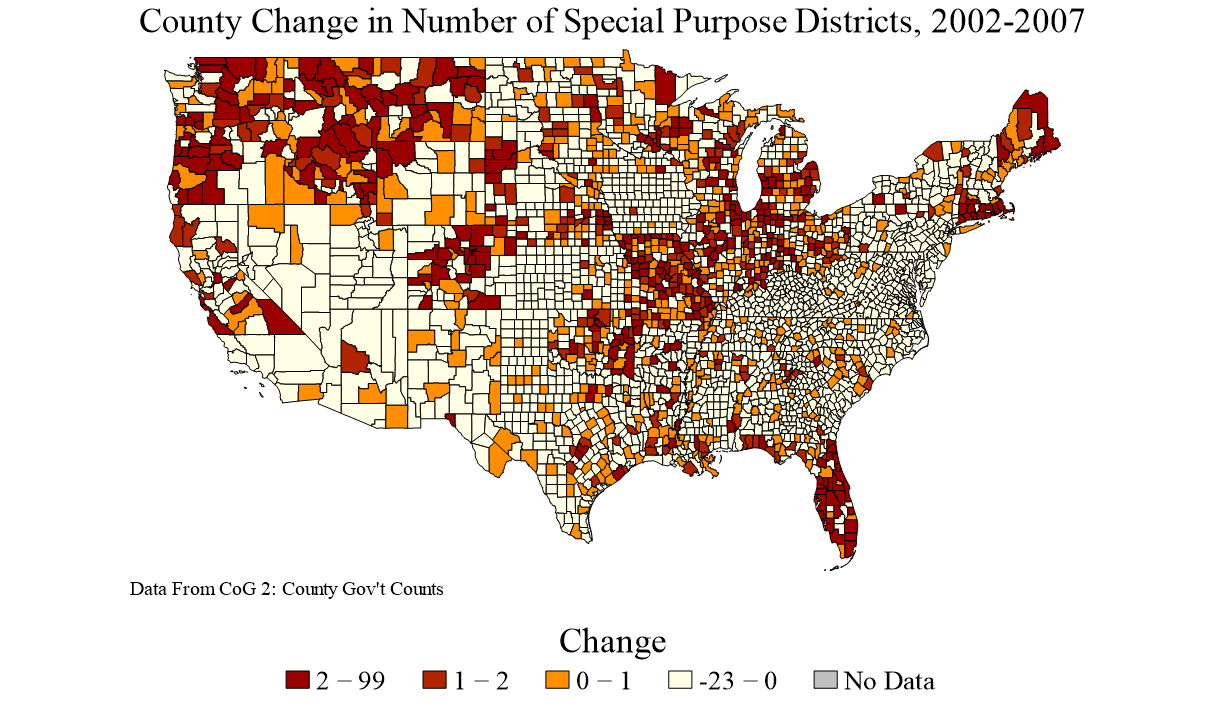 County Change in Number of Special Purpose Districts, 2002-2007
Data From CoG 2: County Gov't Counts
Change
2 – 99 1 – 2 0 – 1 -23 – 0 No Data